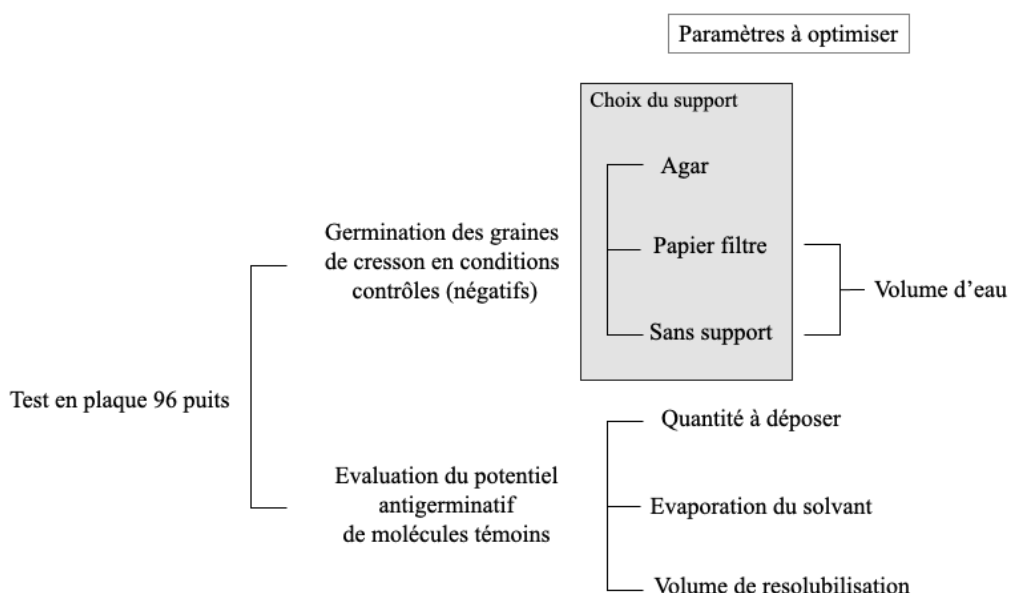 Paramètres à optimiser
Choix du support
Agar
Germination des graines
de cresson en conditions
contrôles (négatifs)
Papier filtre
Volume d'eau
Sans support
Test en plaque 96 puits
Quantité à déposer
Evaluation du potentiel
antigerminatif
de molécules témoins
Evaporation du solvant
Volume de resolubilisation